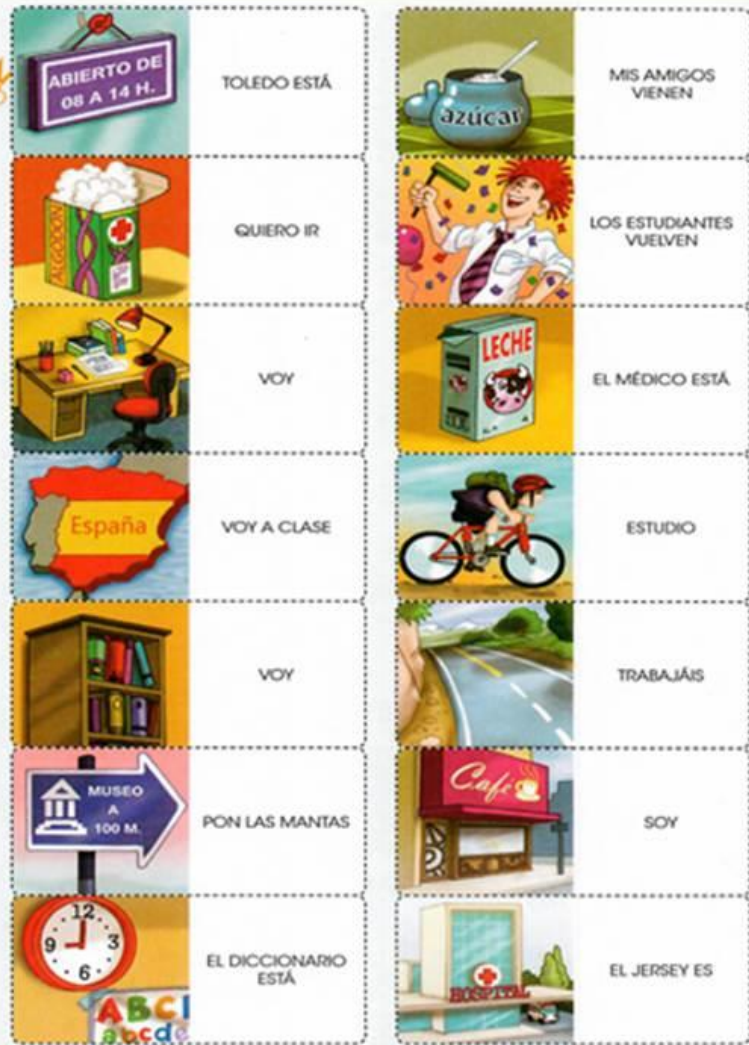 ABIERTO DE
08 A 14 H.
TOLEDO ESTÁ
ALGODÓN
QUIERO IR
VOY
España
VOY A CLASE
VOY
MUSEO
A
100 M.
PON LAS MANTAS
12
9 3
6
ABC
abcde
EL DICCIONARIO
ESTÁ
azúcar
MIS AMIGOS
VIENEN
LOS ESTUDIANTES
VUELVEN
LECHE
EL MÉDICO ESTÁ
ESTUDIO
TRABAJÁIS
Café
SOY
HOSPITAL
EL JERSEY ES